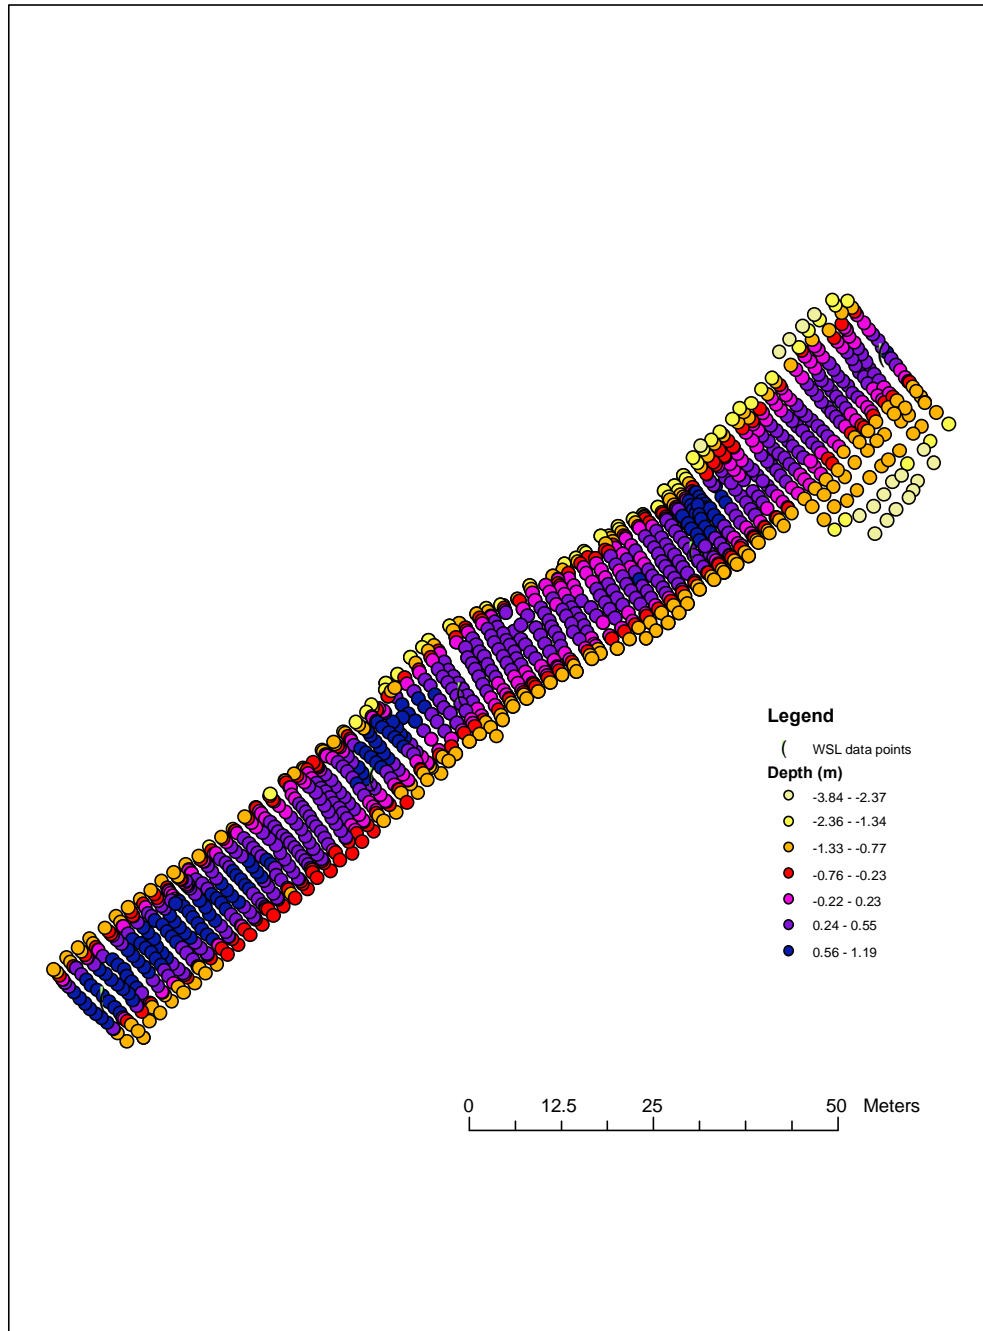 Legend
WSL data points
Depth (m)
-3.84 - -2.37
-2.36 - -1.34
-1.33 - -0.77
-0.76 - -0.23
-0.22 - 0.23
0.24 - 0.55
0.56 - 1.19
0 12.5 25 50 Meters